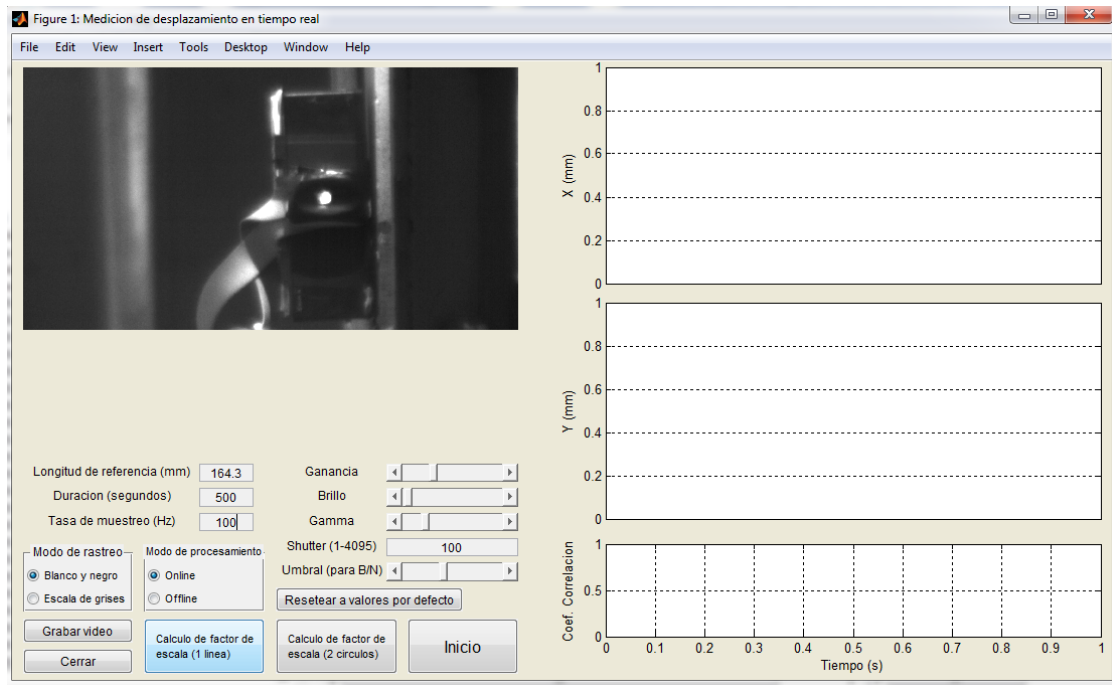 Figure 1: Medicion de desplazamiento en tiempo real
File Edit View Insert Tools Desktop Window Help
1
0.8
0.6
0.4
0.2
0
X (mm)
1
0.8
0.6
0.4
0.2
0
Y (mm)
Longitud de referencia (mm) 164.3
Duracion (segundos) 500
Tasa de muestreo (Hz) 100
Ganancia
Brillo
Gamma
Shutter (1-4095) 100
Umbral (para B/N)
Resetear a valores por defecto
Modo de rastreo
Blanco y negro
Escala de grises
Modo de procesamiento
Online
Offline
Grabar video
Cerrar
Calculo de factor de
escala (1 linea)
Calculo de factor de
escala (2 circulos)
Inicio
1
0.5
0
Coef. Correlacion
0 0.1 0.2 0.3 0.4 0.5 0.6 0.7 0.8 0.9 1
Tiempo (s)